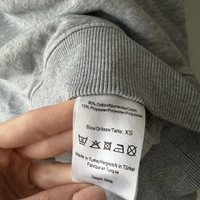 90% Cotton/Baumwolle/Coton
10% Polyester/Polyester/Polyester
Size/Grösse/Taille: XS
Made in Turkey/Hergestellt in Türkei
Fabriqué en Turquie